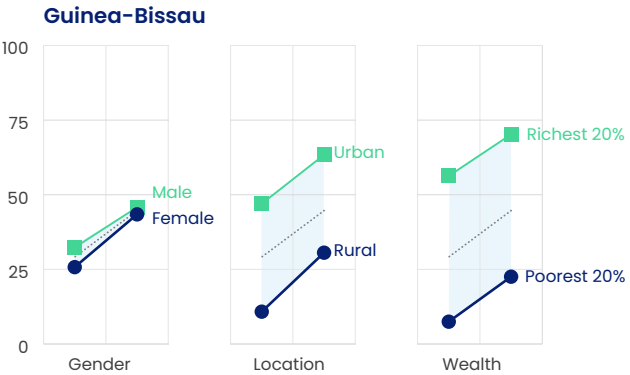 Guinea-Bissau
100
75
50
25
0
Male
Female
Urban
Rural
Richest 20%
Poorest 20%
Gender
Location
Wealth